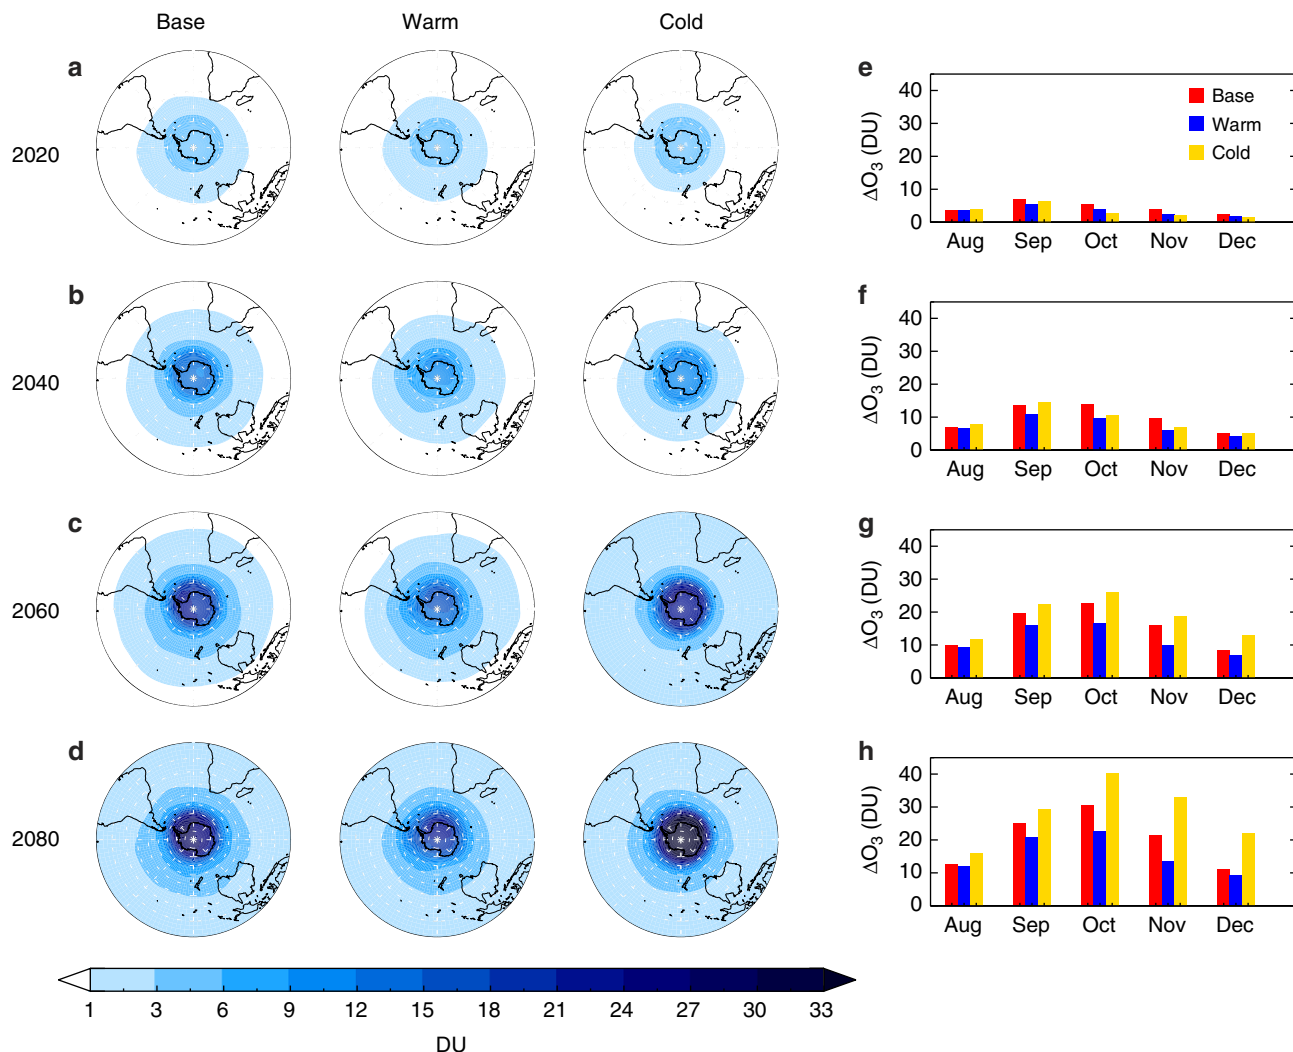 Base Warm Cold
a
2020
b
2040
c
2060
d
2080
1 3 6 9 12 15 18 21 24 27 30 33
DU
e
ΔO3 (DU)
40
30
20
10
0
Base
Warm
Cold
Aug Sep Oct Nov Dec
f
ΔO3 (DU)
40
30
20
10
0
Aug Sep Oct Nov Dec
g
ΔO3 (DU)
40
30
20
10
0
Aug Sep Oct Nov Dec
h
ΔO3 (DU)
40
30
20
10
0
Aug Sep Oct Nov Dec